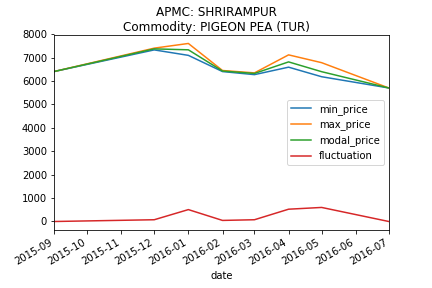 APMC: SHRIRAMPUR
Commodity: PIGEON PEA (TUR)
8000
7000
6000
5000
4000
3000
2000
1000
0
min_price
max_price
modal_price
fluctuation
2015-09
2015-10
2015-11
2015-12
2016-01
2016-02
2016-03
2016-04
2016-05
2016-06
2016-07
date